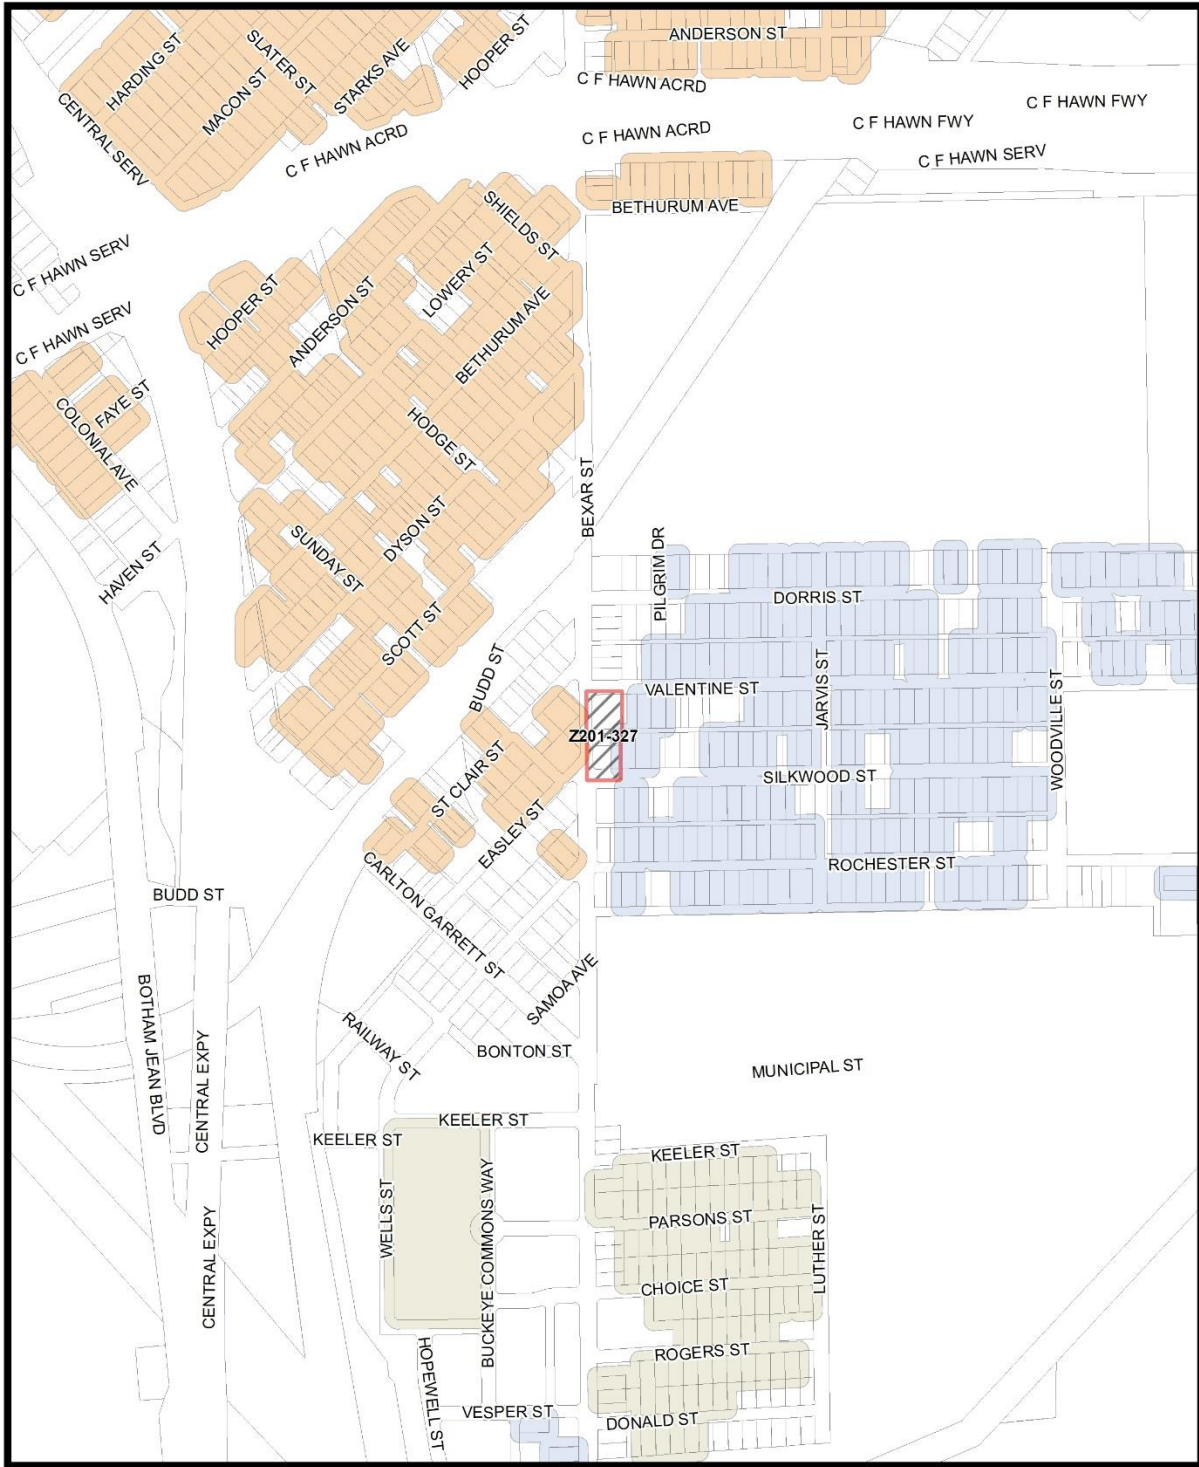 ANDERSON ST
HARDING ST
SLATER ST
MACON ST
STARKS AVE
HOOPER ST
CENTRAL SERV
C F HAWN ACRD
C F HAWN FWY
C F HAWN ACRD
C F HAWN FWY
C F HAWN ACRD
C F HAWN SERV
BETHURUM AVE
SHIELDS ST
C F HAWN SERV
LOWERY ST
HOOPER ST
ANDERSON ST
C F HAWN SERV
BETHURUM AVE
FAYE ST
COLONIAL AVE
HODGE ST
BEXAR ST
DYSON ST
SUNDAY ST
HAVEN ST
PILGRIM DR
DORRIS ST
SCOTT ST
BUDD ST
JARVIS ST
VALENTINE ST
WOODVILLE ST
Z201-327
ST CLAIR ST
SILKWOOD ST
EASLEY ST
ROCHESTER ST
CARLTON GARRETT ST
BUDD ST
SAMOA AVE
BOTHAM JEAN BLVD
CENTRAL EXPY
RAILWAY ST
BONTON ST
MUNICIPAL ST
KEELER ST
KEELER ST
KEELER ST
WELLS ST
BUCKEYE COMMONS WAY
PARSONS ST
LUTHER ST
CENTRAL EXPY
CHOICE ST
ROGERS ST
HOPEWELL ST
VESPER ST
DONALD ST